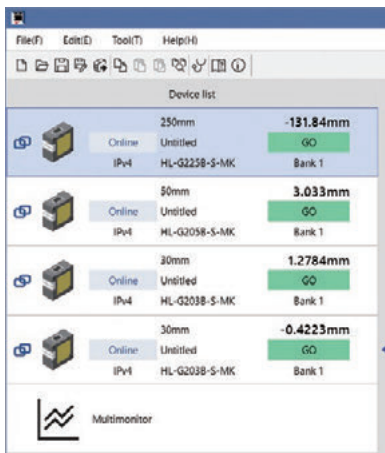 File(F) Edit(E) Tool(T) Help(H)
Device list
250mm -131.84mm
Online Untitled GO
IPv4 HL-G225B-S-MK Bank 1
50mm 3.033mm
Online Untitled GO
IPv4 HL-G205B-S-MK Bank 1
30mm 1.2784mm
Online Untitled GO
IPv4 HL-G203B-S-MK Bank 1
30mm -0.4223mm
Online Untitled GO
IPv4 HL-G203B-S-MK Bank 1
Multimonitor